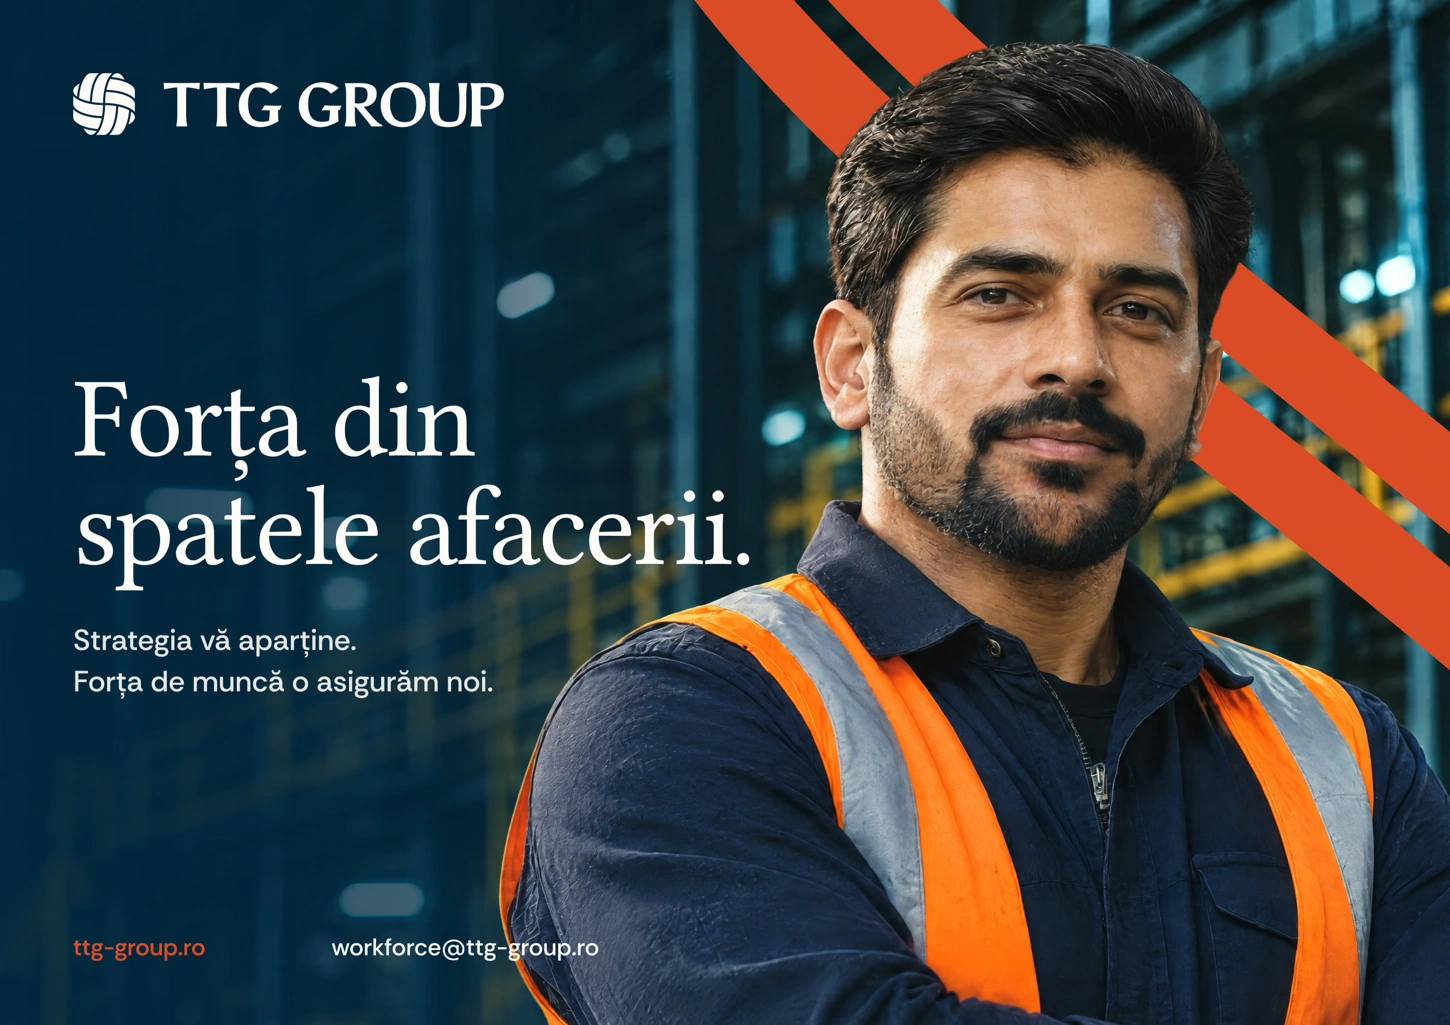 TTG GROUP
Forța din
spatele afacerii.
Strategia vă aparține.
Forța de muncă o asigurăm noi.
ttg-group.ro
workforce@ttg-group.ro